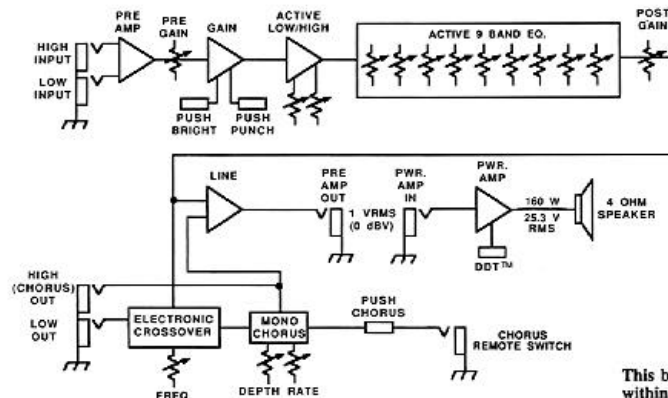 PRE
AMP
PRE
GAIN
GAIN
ACTIVE
LOW/HIGH
ACTIVE 9 BAND EQ.
POST
GAIN
HIGH
INPUT
LOW
INPUT
PUSH
BRIGHT
PUSH
PUNCH
LINE
PRE
AMP
OUT
PWR.
AMP
IN
PWR.
AMP
1 VRMS
(0 dBV)
160 W
25.3 V
RMS
4 OHM
SPEAKER
DDT™
HIGH
(CHORUS)
OUT
LOW
OUT
ELECTRONIC
CROSSOVER
MONO
CHORUS
PUSH
CHORUS
CHORUS
REMOTE SWITCH
FREQ
DEPTH RATE
This b
within